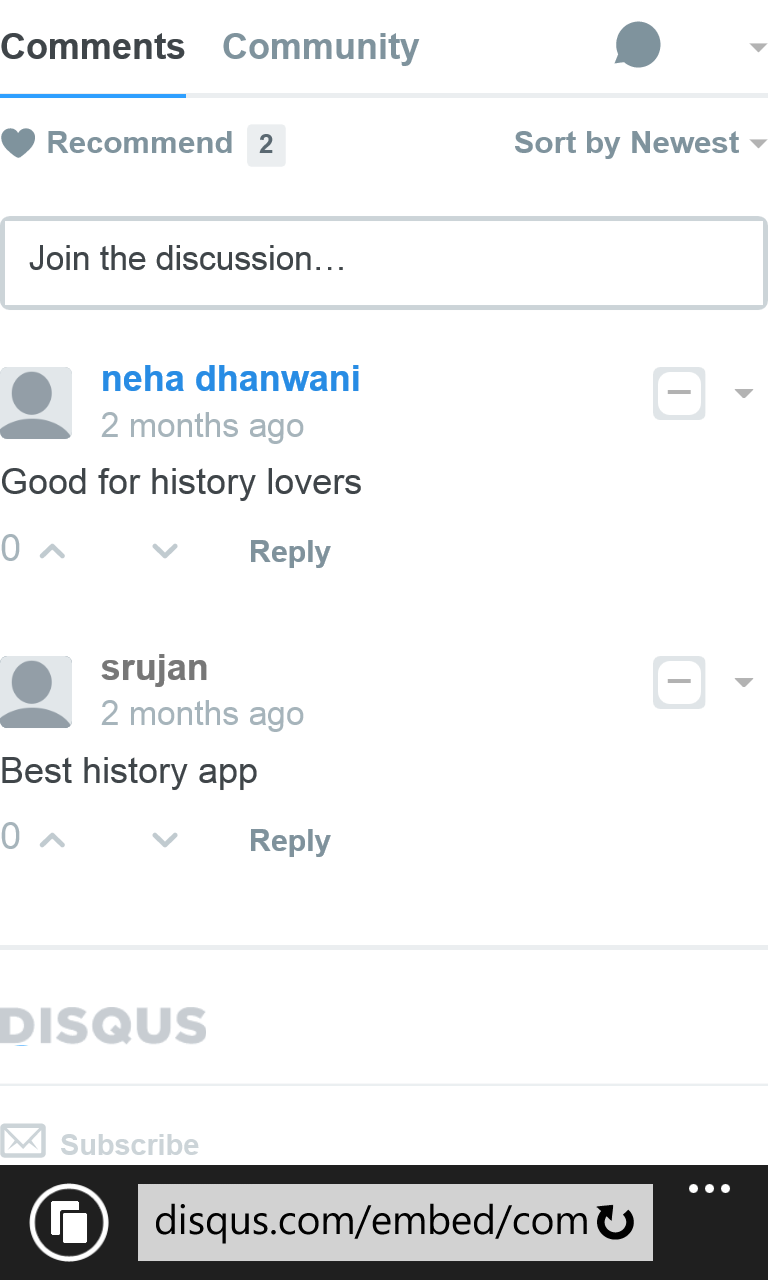 Comments Community
Recommend 2 Sort by Newest
Join the discussion…
neha dhanwani
2 months ago
Good for history lovers
0 Reply
srujan
2 months ago
Best history app
0 Reply
DISQUS
Subscribe
disqus.com/embed/com